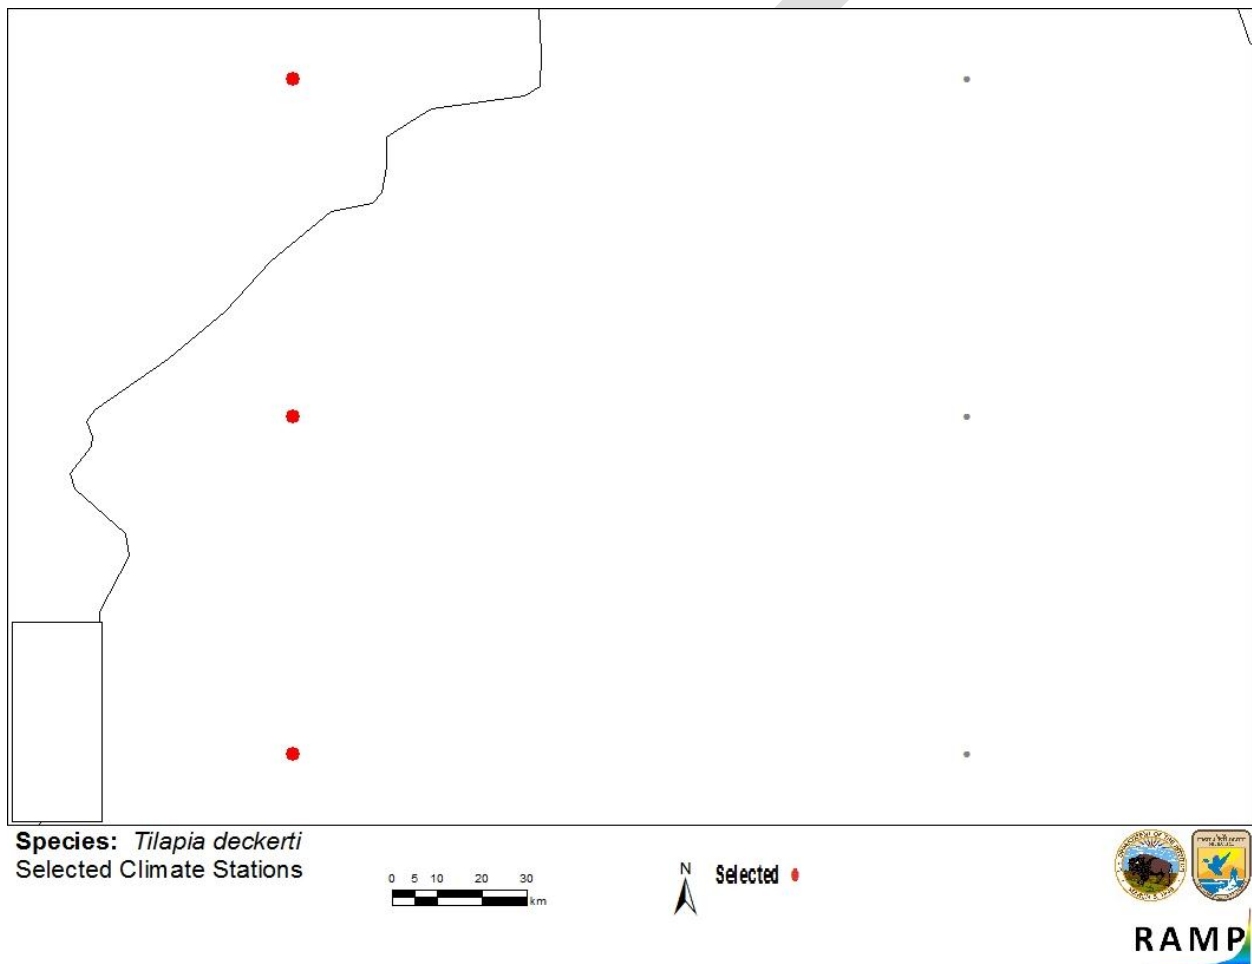 Species: Tilapia deckerti
Selected Climate Stations
0 5 10 20 30
km
N
Selected
RAMP